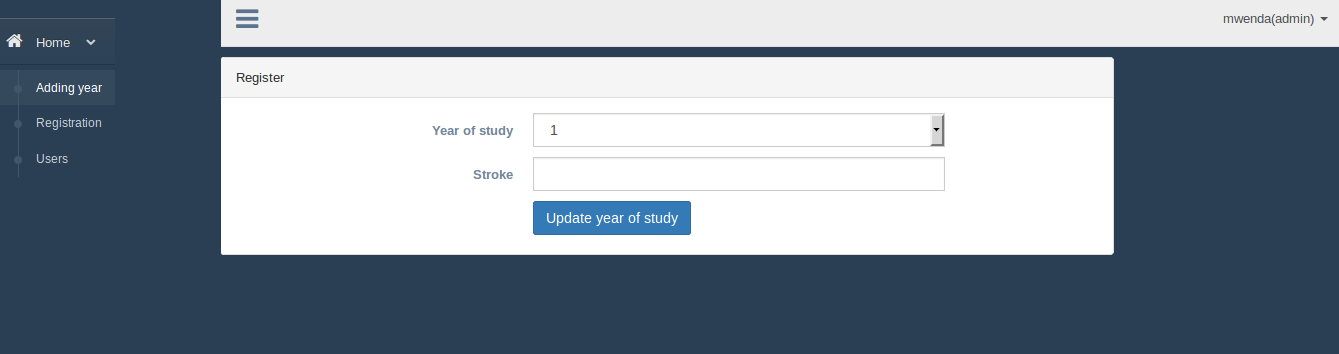 mwenda(admin)
Home
Adding year
Registration
Users
Register
Year of study
1
Stroke
Update year of study